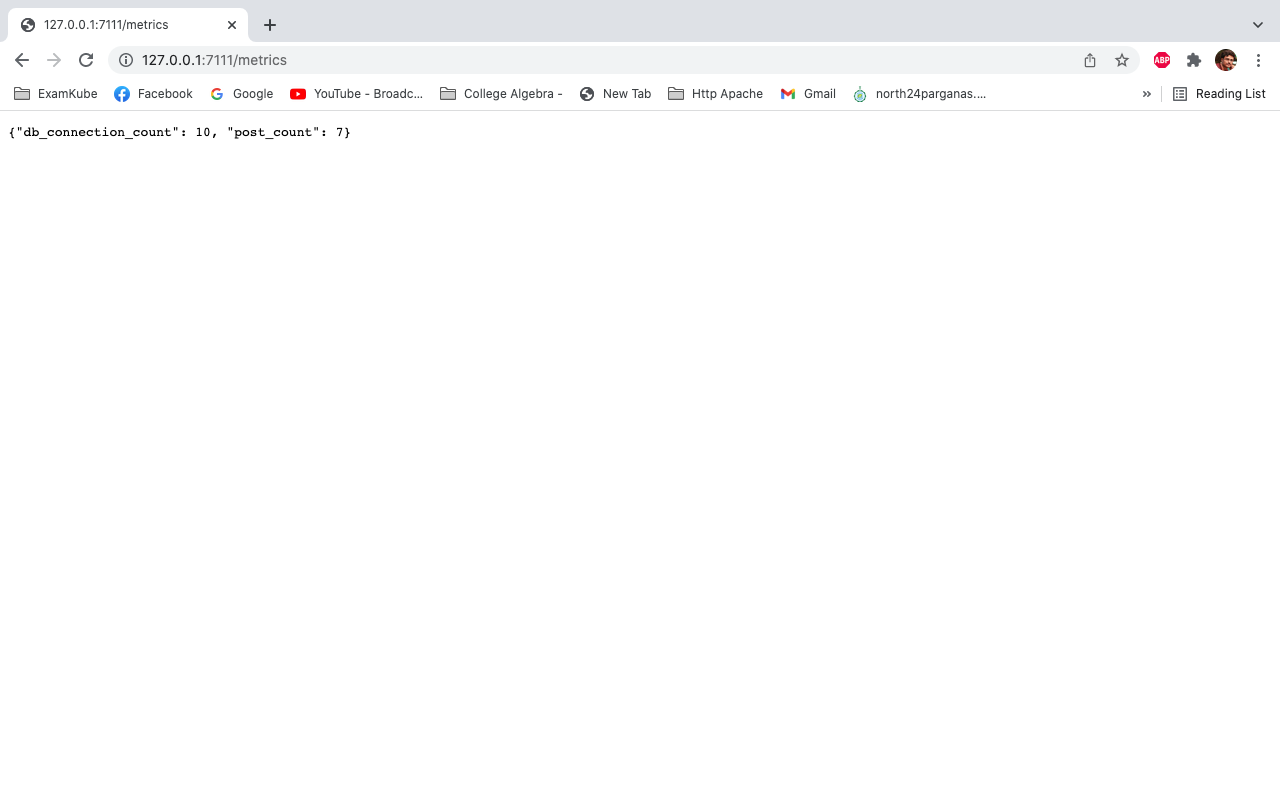 127.0.0.1:7111/metrics
127.0.0.1:7111/metrics
ABP
ExamKube Facebook Google YouTube - Broadc... College Algebra - New Tab Http Apache Gmail north24parganas.... » Reading List
{"db_connection_count": 10, "post_count": 7}